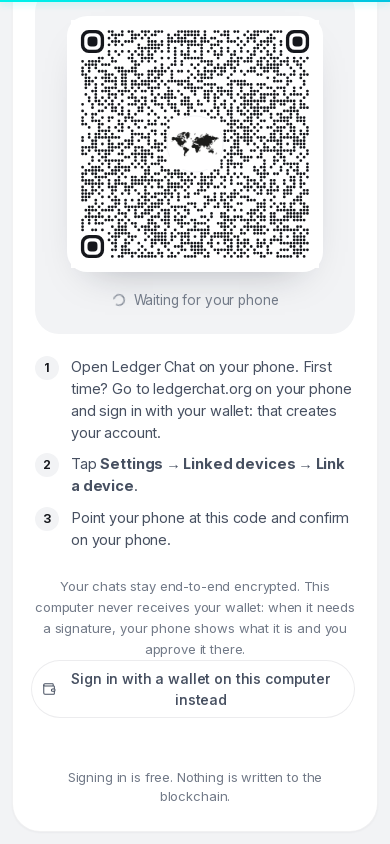 Waiting for your phone
1 Open Ledger Chat on your phone. First
time? Go to ledgerchat.org on your phone
and sign in with your wallet: that creates
your account.
2 Tap Settings → Linked devices → Link
a device.
3 Point your phone at this code and confirm
on your phone.
Your chats stay end-to-end encrypted. This
computer never receives your wallet: when it needs
a signature, your phone shows what it is and you
approve it there.
Sign in with a wallet on this computer
instead
Signing in is free. Nothing is written to the
blockchain.